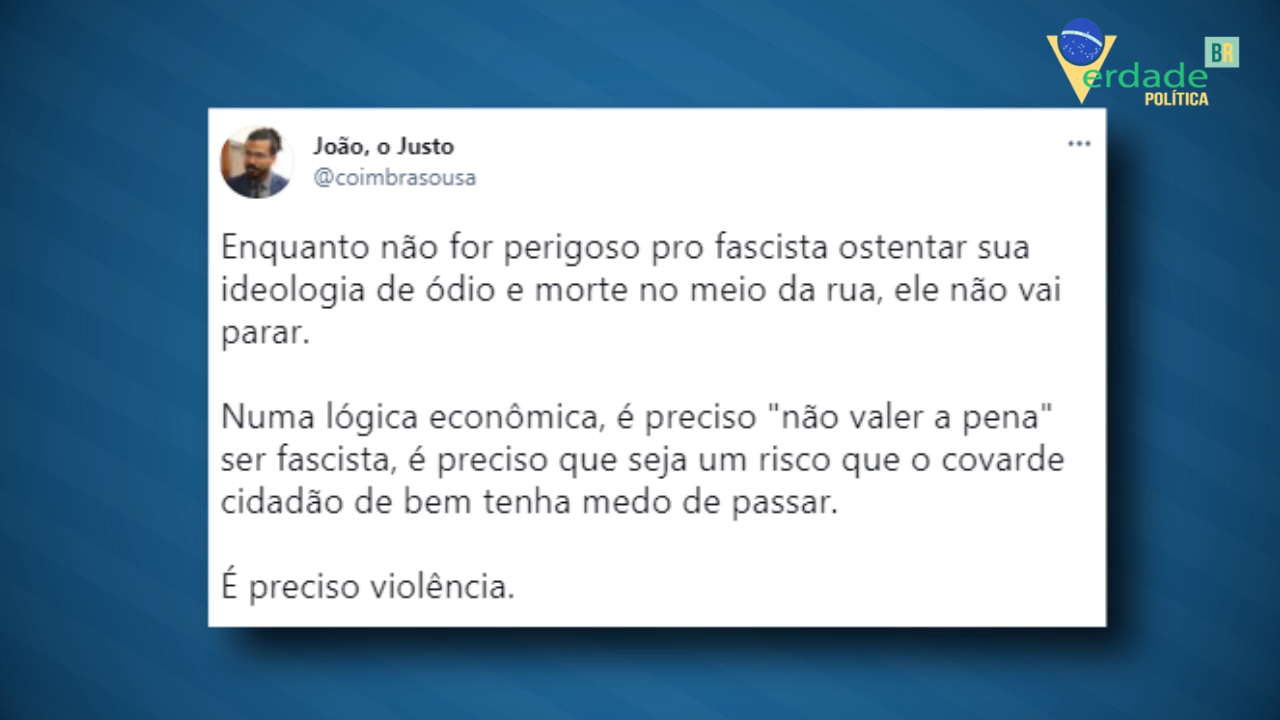 BR
Verdade
POLÍTICA
João, o Justo
@coimbrasousa
Enquanto não for perigoso pro fascista ostentar sua
ideologia de ódio e morte no meio da rua, ele não vai
parar.
Numa lógica econômica, é preciso "não valer a pena"
ser fascista, é preciso que seja um risco que o covarde
cidadão de bem tenha medo de passar.
É preciso violência.